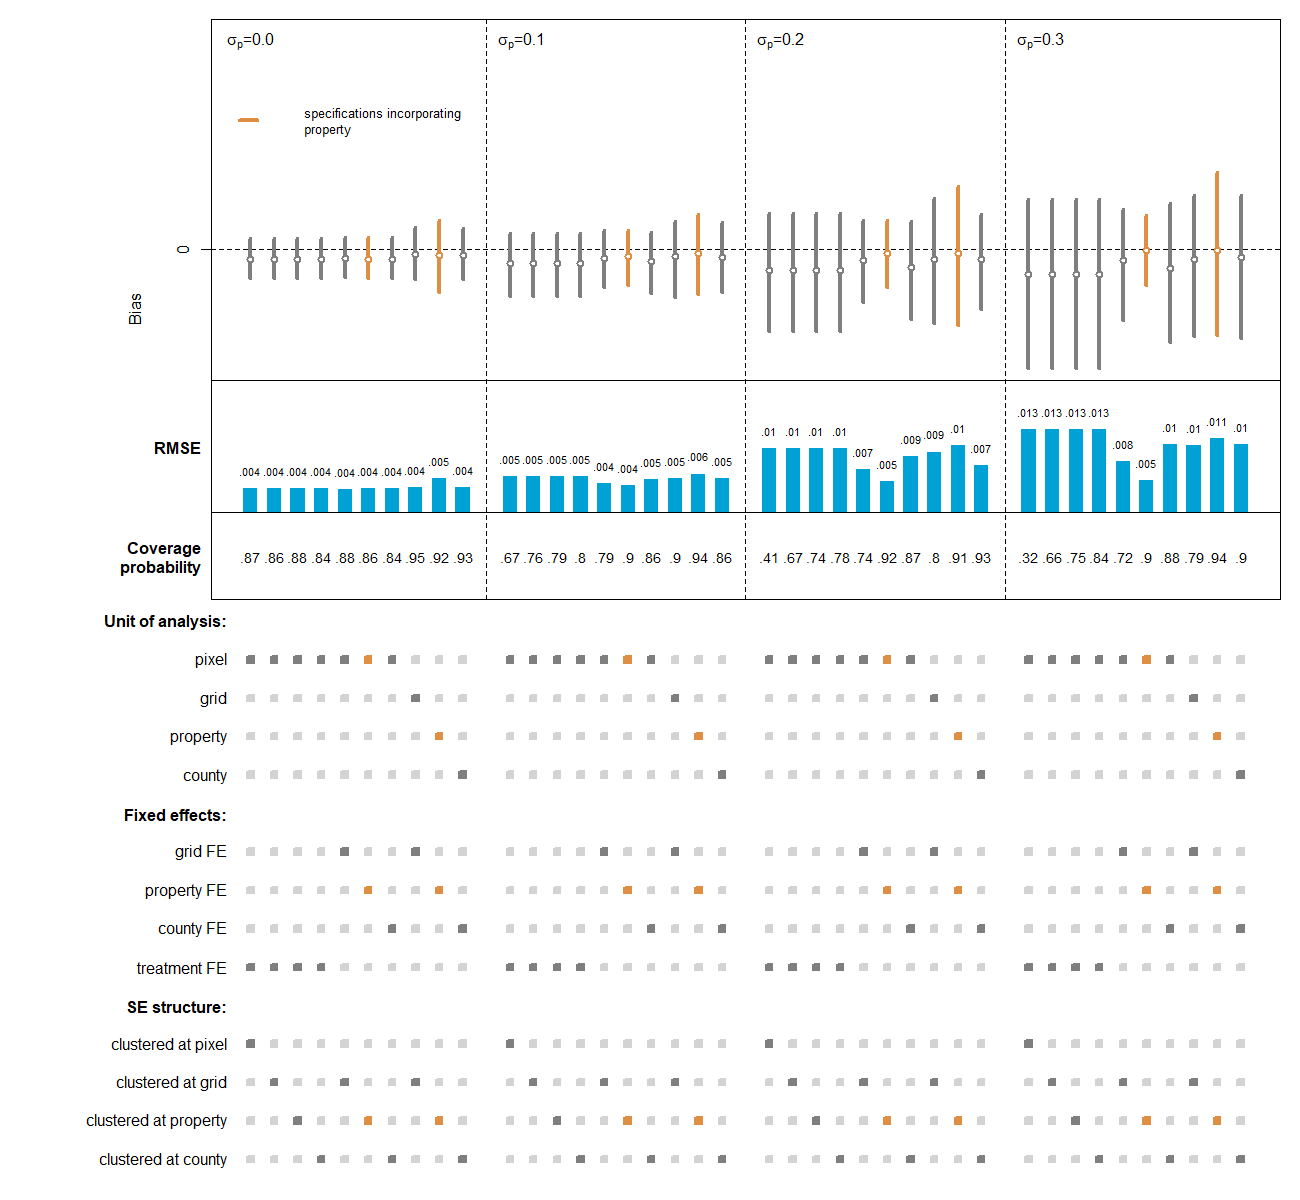 σp=0.0
σp=0.1
σp=0.2
σp=0.3
specifications incorporating
property
0
Bias
RMSE
.004 .004 .004 .004 .004 .004 .004 .004 .005 .004
.005 .005 .005 .005 .004 .004 .005 .005 .006 .005
.01 .01 .01 .01 .007 .005 .009 .009 .01 .007
.013 .013 .013 .013 .008 .005 .01 .01 .011 .01
Coverage
probability
.87 .86 .88 .84 .88 .86 .84 .95 .92 .93
.67 .76 .79 .8 .79 .9 .86 .9 .94 .86
.41 .67 .74 .78 .74 .92 .87 .8 .91 .93
.32 .66 .75 .84 .72 .9 .88 .79 .94 .9
Unit of analysis:
pixel
grid
property
county
Fixed effects:
grid FE
property FE
county FE
treatment FE
SE structure:
clustered at pixel
clustered at grid
clustered at property
clustered at county